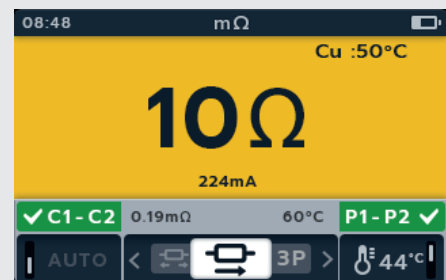 08:48 mΩ
Cu :50°C
10Ω
224mA
C1-C2 0.19mΩ 60°C P1-P2
AUTO < 3P > 44°C